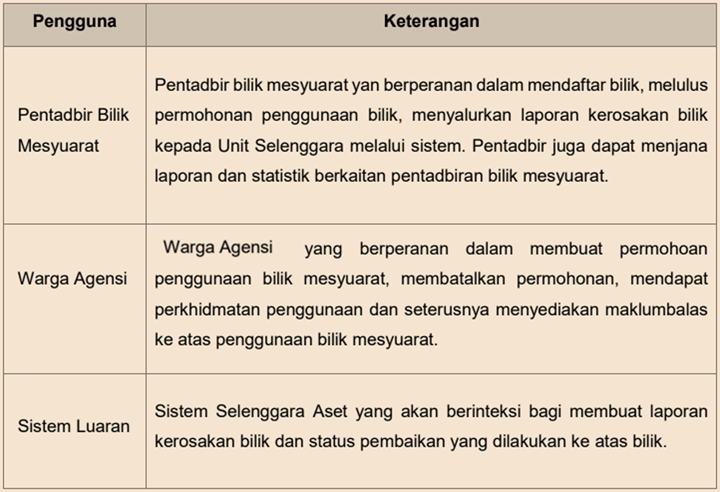 Pengguna
Keterangan
Pentadbir Bilik
Mesyuarat
Pentadbir bilik mesyuarat yan berperanan dalam mendaftar bilik, melulus
permohonan penggunaan bilik, menyalurkan laporan kerosakan bilik
kepada Unit Selenggara melalui sistem. Pentadbir juga dapat menjana
laporan dan statistik berkaitan pentadbiran bilik mesyuarat.
Warga Agensi
Warga Agensi yang berperanan dalam membuat permohoan
penggunaan bilik mesyuarat, membatalkan permohonan, mendapat
perkhidmatan penggunaan dan seterusnya menyediakan maklumbalas
ke atas penggunaan bilik mesyuarat.
Sistem Luaran
Sistem Selenggara Aset yang akan berinteksi bagi membuat laporan
kerosakan bilik dan status pembaikan yang dilakukan ke atas bilik.